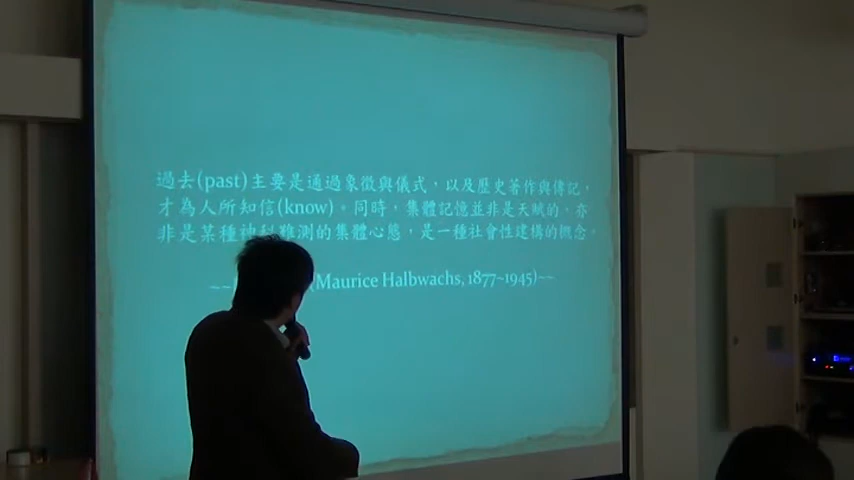 過去(past)主要是通過象徵與儀式，以及歷史著作與傳記，
才為人所知信(know)。同時，集體記憶並非是天賦的，亦
非是某種神秘難測的集體心態，是一種社會性建構的概念。
~~ (Maurice Halbwachs, 1877~1945)~~